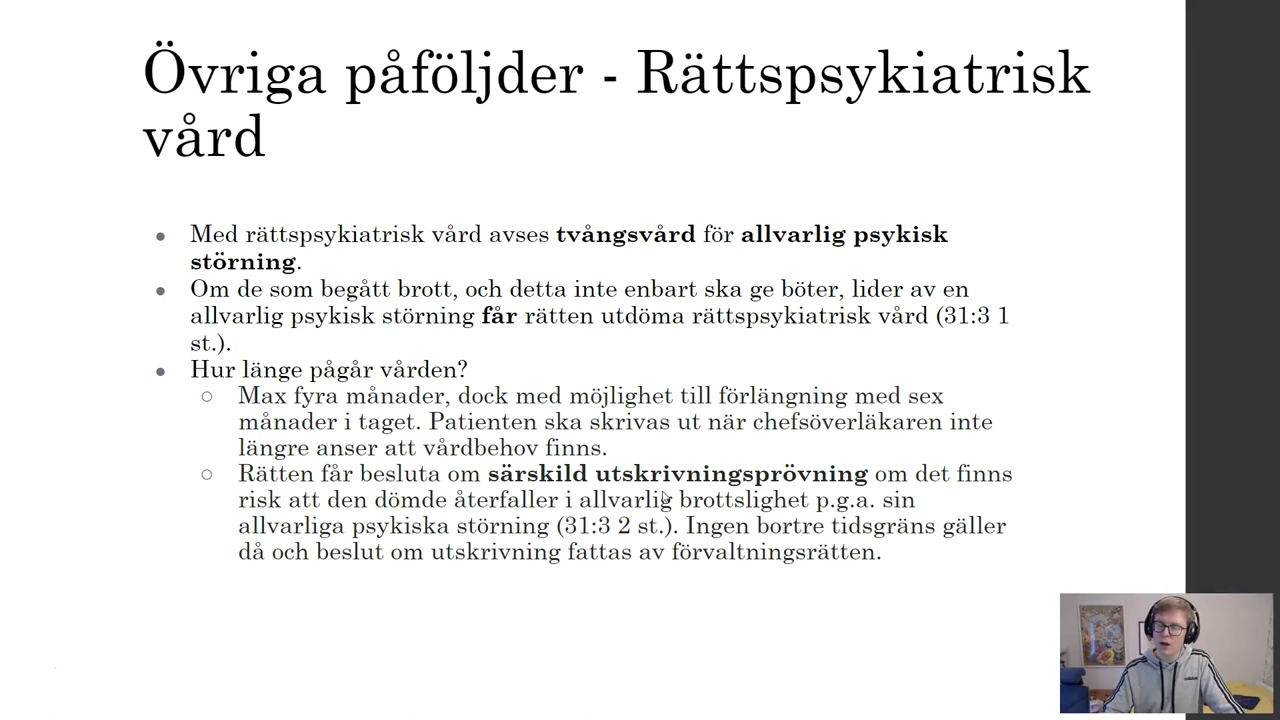 Övriga påföljder - Rättspsykiatrisk
vård
● Med rättspsykiatrisk vård avses tvångsvård för allvarlig psykisk
störning.
● Om de som begått brott, och detta inte enbart ska ge böter, lider av en
allvarlig psykisk störning får rätten utdöma rättspsykiatrisk vård (31:3 1
st.).
● Hur länge pågår vården?
○ Max fyra månader, dock med möjlighet till förlängning med sex
månader i taget. Patienten ska skrivas ut när chefsöverläkaren inte
längre anser att vårdbehov finns.
○ Rätten får besluta om särskild utskrivningsprövning om det finns
risk att den dömde återfaller i allvarlig brottslighet p.g.a. sin
allvarliga psykiska störning (31:3 2 st.). Ingen bortre tidsgräns gäller
då och beslut om utskrivning fattas av förvaltningsrätten.